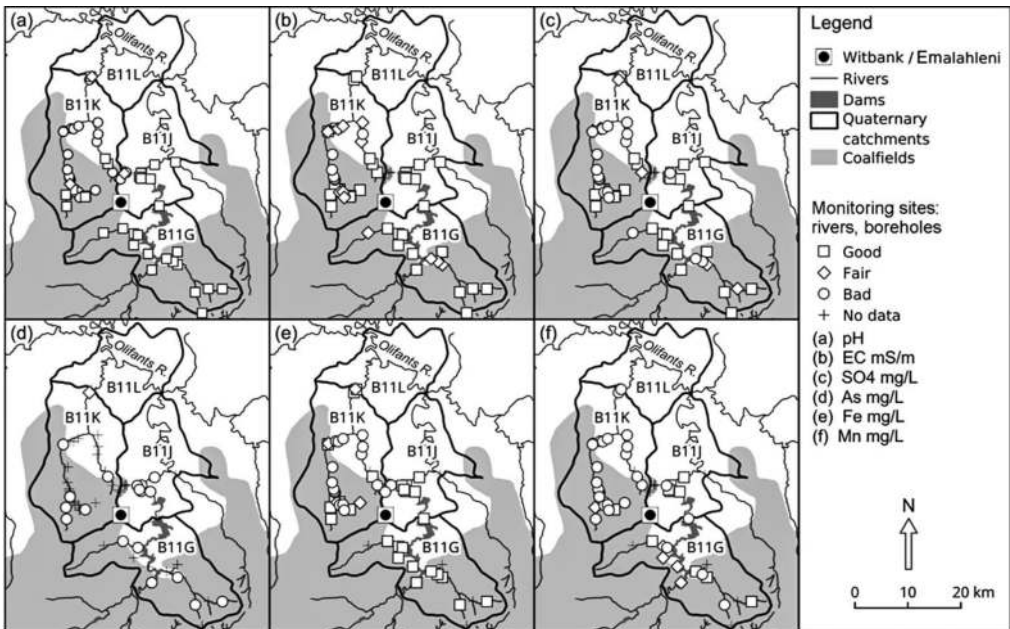 (a)
Olifants R.
B11L
B11K
B11J
B11G
(b)
Olifants R.
B11L
B11K
B11J
B11G
(c)
Olifants R.
B11L
B11K
B11J
B11G
(d)
Olifants R.
B11L
B11K
B11J
B11G
(e)
Olifants R.
B11L
B11K
B11J
B11G
(f)
Olifants R.
B11L
B11K
B11J
B11G
Legend
Witbank / Emalahleni
Rivers
Dams
Quaternary
catchments
Coalfields
Monitoring sites:
rivers, boreholes
Good
Fair
Bad
No data
(a) pH
(b) EC mS/m
(c) SO4 mg/L
(d) As mg/L
(e) Fe mg/L
(f) Mn mg/L
N
0 10 20 km